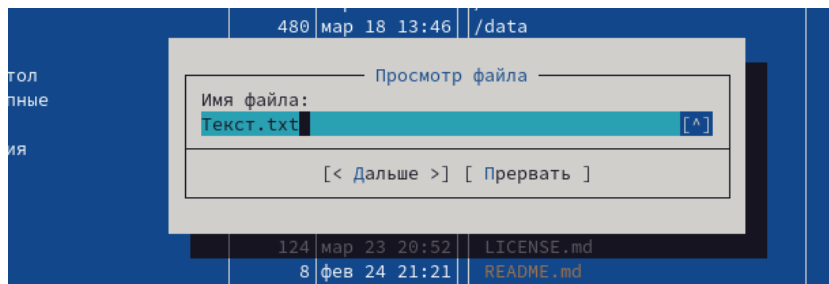 480 мар 18 13:46 /data
тол
Просмотр файла
пные
Имя файла:
Текст.txt [^]
ия
[< Дальше >] [ Прервать ]
124 мар 23 20:52 LICENSE.md
8 фев 24 21:21 README.md